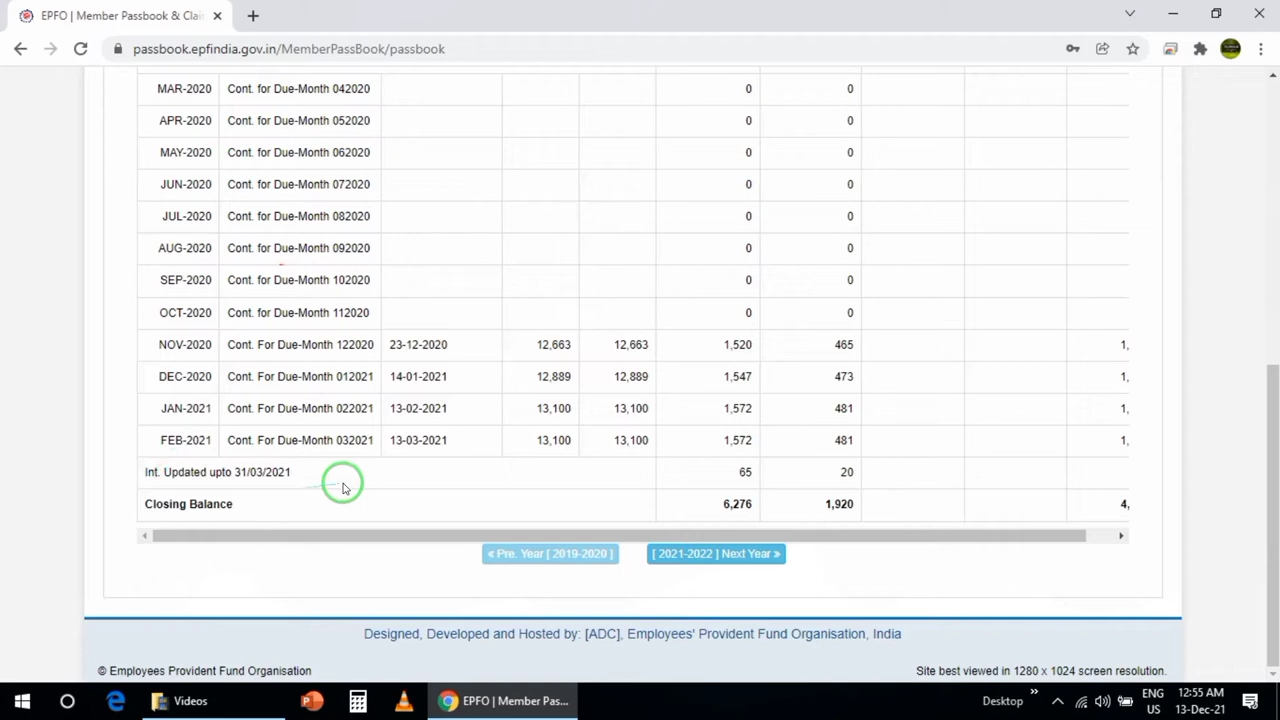 EPFO | Member Passbook & Clai
passbook.epfindia.gov.in/MemberPassBook/passbook
MAR-2020 Cont. for Due-Month 042020 0 0
APR-2020 Cont. for Due-Month 052020 0 0
MAY-2020 Cont. for Due-Month 062020 0 0
JUN-2020 Cont. for Due-Month 072020 0 0
JUL-2020 Cont. for Due-Month 082020 0 0
AUG-2020 Cont. for Due-Month 092020 0 0
SEP-2020 Cont. for Due-Month 102020 0 0
OCT-2020 Cont. for Due-Month 112020 0 0
NOV-2020 Cont. For Due-Month 122020 23-12-2020 12,663 12,663 1,520 465 1,
DEC-2020 Cont. For Due-Month 012021 14-01-2021 12,889 12,889 1,547 473 1,
JAN-2021 Cont. For Due-Month 022021 13-02-2021 13,100 13,100 1,572 481 1,
FEB-2021 Cont. For Due-Month 032021 13-03-2021 13,100 13,100 1,572 481 1,
Int. Updated upto 31/03/2021 65 20
Closing Balance 6,276 1,920 4,
« Pre. Year [ 2019-2020 ] [ 2021-2022 ] Next Year »
Designed, Developed and Hosted by: [ADC], Employees' Provident Fund Organisation, India
© Employees Provident Fund Organisation Site best viewed in 1280 x 1024 screen resolution.
Videos EPFO | Member Pas... Desktop » ENG US 12:55 AM 13-Dec-21